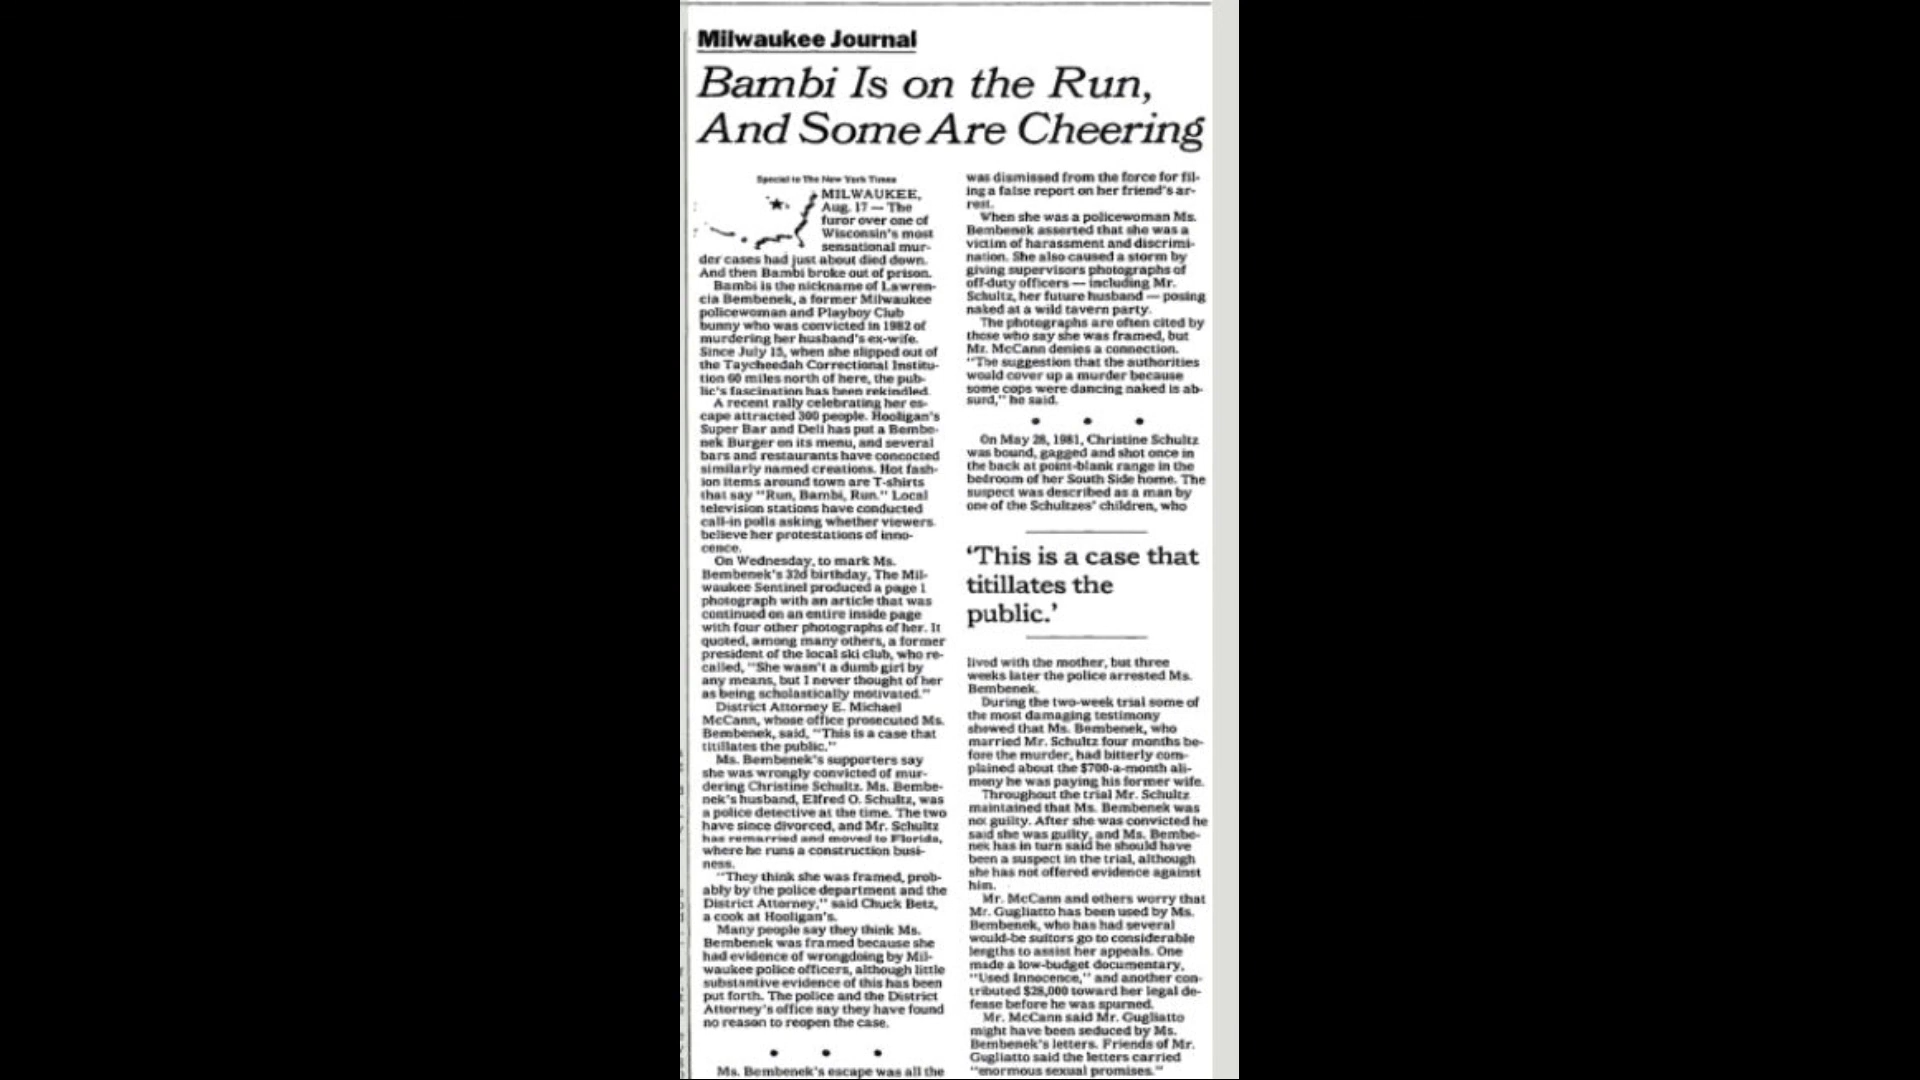 Milwaukee Journal
Bambi Is on the Run,
And Some Are Cheering
Special to The New York Times
MILWAUKEE,
Aug. 17 — The
furor over one of
Wisconsin's most
sensational mur-
der cases had just about died down.
And then Bambi broke out of prison.
Bambi is the nickname of Lawren-
cia Bembenek, a former Milwaukee
policewoman and Playboy Club
bunny who was convicted in 1982 of
murdering her husband's ex-wife.
Since July 15, when she slipped out of
the Taycheedah Correctional Institu-
tion 60 miles north of here, the pub-
lic's fascination has been rekindled.
A recent rally celebrating her es-
cape attracted 300 people. Hooligan's
Super Bar and Deli has put a Bembe-
nek Burger on its menu, and several
bars and restaurants have concocted
similarly named creations. Hot fash-
ion items around town are T-shirts
that say "Run, Bambi, Run." Local
television stations have conducted
call-in polls asking whether viewers
believe her protestations of inno-
cence.
On Wednesday, to mark Ms.
Bembenek's 32d birthday, The Mil-
waukee Sentinel produced a page 1
photograph with an article that was
continued on an entire inside page
with four other photographs of her. It
quoted, among many others, a former
president of the local ski club, who re-
called, "She wasn't a dumb girl by
any means, but I never thought of her
as being scholastically motivated."
District Attorney E. Michael
McCann, whose office prosecuted Ms.
Bembenek, said, "This is a case that
titillates the public."
Ms. Bembenek's supporters say
she was wrongly convicted of mur-
dering Christine Schultz. Ms. Bembe-
nek's husband, Elfred O. Schultz, was
a police detective at the time. The two
have since divorced, and Mr. Schultz
has remarried and moved to Florida,
where he runs a construction busi-
ness.
"They think she was framed, prob-
ably by the police department and the
District Attorney," said Chuck Betz,
a cook at Hooligan's.
Many people say they think Ms.
Bembenek was framed because she
had evidence of wrongdoing by Mil-
waukee police officers, although little
substantive evidence of this has been
put forth. The police and the District
Attorney's office say they have found
no reason to reopen the case.
• • •
Ms. Bembenek's escape was all the
was dismissed from the force for fil-
ing a false report on her friend's ar-
rest.
When she was a policewoman Ms.
Bembenek asserted that she was a
victim of harassment and discrimi-
nation. She also caused a storm by
giving supervisors photographs of
off-duty officers — including Mr.
Schultz, her future husband — posing
naked at a wild tavern party.
The photographs are often cited by
those who say she was framed, but
Mr. McCann denies a connection.
"The suggestion that the authorities
would cover up a murder because
some cops were dancing naked is ab-
surd," he said.
• • •
On May 28, 1981, Christine Schultz
was bound, gagged and shot once in
the back at point-blank range in the
bedroom of her South Side home. The
suspect was described as a man by
one of the Schultzes' children, who
'This is a case that
titillates the
public.'
lived with the mother, but three
weeks later the police arrested Ms.
Bembenek.
During the two-week trial some of
the most damaging testimony
showed that Ms. Bembenek, who
married Mr. Schultz four months be-
fore the murder, had bitterly com-
plained about the $700-a-month ali-
mony he was paying his former wife.
Throughout the trial Mr. Schultz
maintained that Ms. Bembenek was
not guilty. After she was convicted he
said she was guilty, and Ms. Bembe-
nek has in turn said he should have
been a suspect in the trial, although
she has not offered evidence against
him.
Mr. McCann and others worry that
Mr. Gugliatto has been used by Ms.
Bembenek, who has had several
would-be suitors go to considerable
lengths to assist her appeals. One
made a low-budget documentary,
"Used Innocence," and another con-
tributed $28,000 toward her legal de-
fense before he was spurned.
Mr. McCann said Mr. Gugliatto
might have been seduced by Ms.
Bembenek's letters. Friends of Mr.
Gugliatto said the letters carried
"enormous sexual promises."